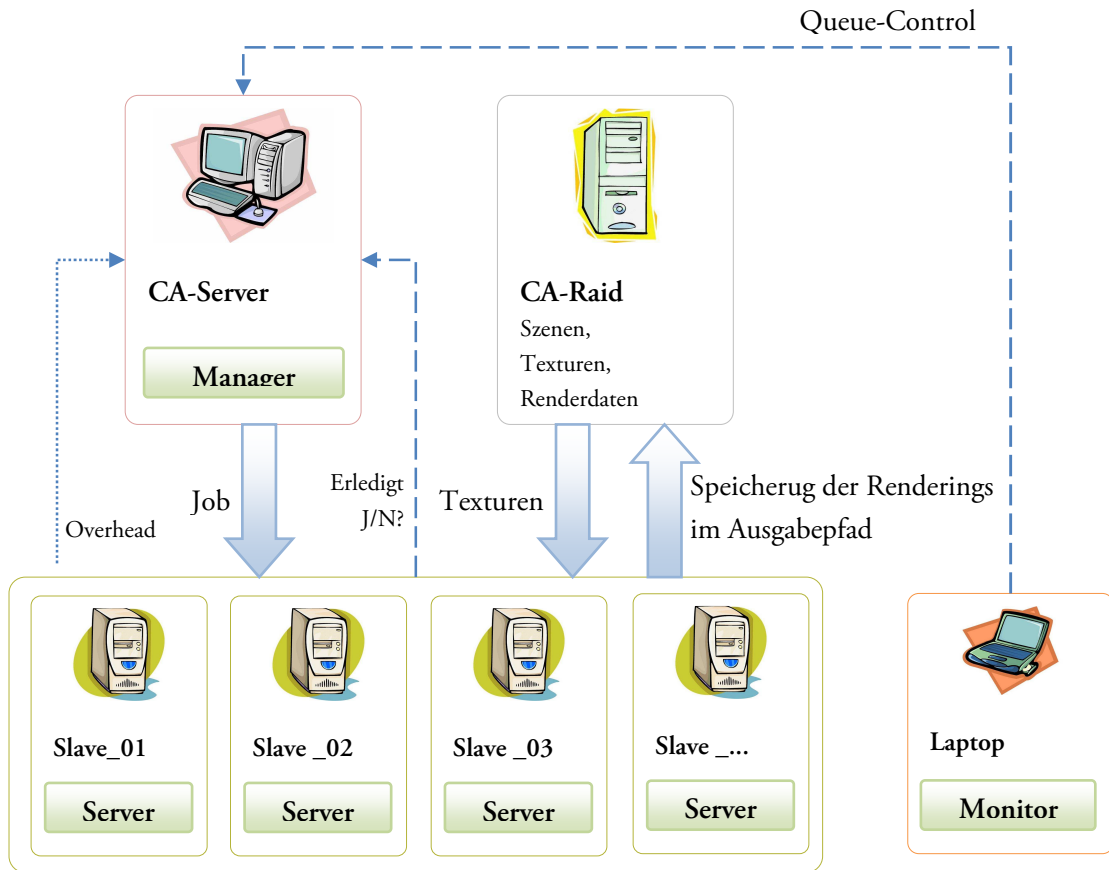 Queue-Control
CA-Server
Manager
CA-Raid
Szenen,
Texturen,
Renderdaten
Overhead
Job
Erledigt
J/N?
Texturen
Speicherug der Renderings
im Ausgabepfad
Slave_01
Server
Slave _02
Server
Slave _03
Server
Slave _...
Server
Laptop
Monitor